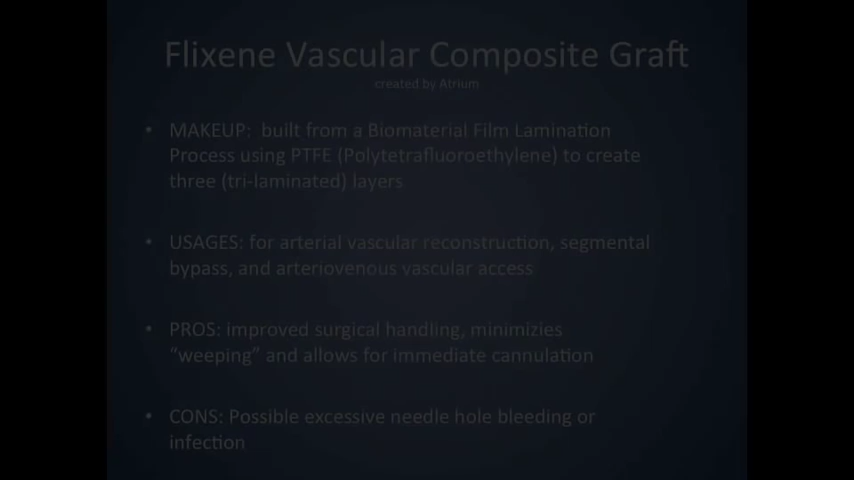 Flixene Vascular Composite Graft
created by Atrium
• MAKEUP: built from a Biomaterial Film Lamination
Process using PTFE (Polytetrafluoroethylene) to create
three (tri-laminated) layers
• USAGES: for arterial vascular reconstruction, segmental
bypass, and arteriovenous vascular access
• PROS: improved surgical handling, minimizies
“weeping” and allows for immediate cannulation
• CONS: Possible excessive needle hole bleeding or
infection